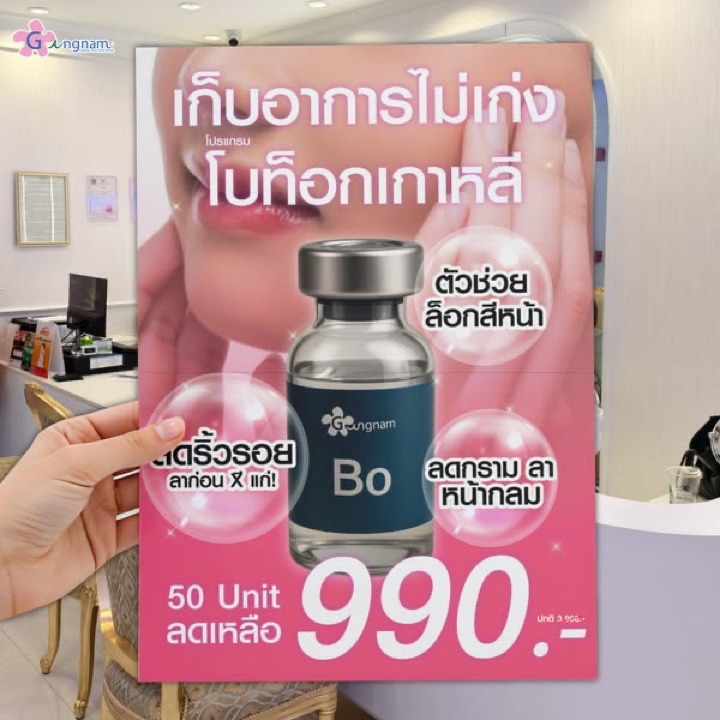 Gangnam
เก็บอาการไม่เก่ง
โปรแกรม
โบท็อกเกาหลี
ตัวช่วย
ล็อกสีหน้า
Gangnam
Bo
ลดริ้วรอย
ลาก่อน X แก่!
ลดกราม ลา
หน้ากลม
50 Unit
ลดเหลือ
990.-
ปกติ